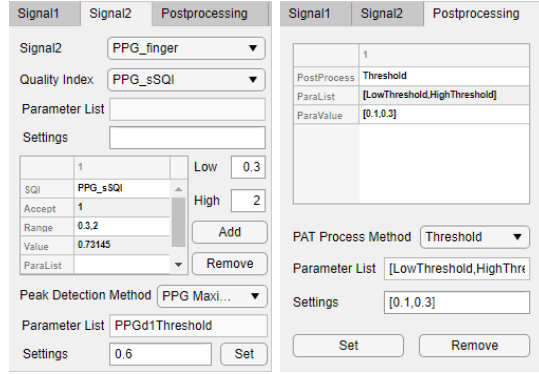 Signal1 Signal2 Postprocessing
Signal2 PPG_finger
Quality Index PPG_sSQI
Parameter List
Settings
1
SQI PPG_sSQI
Accept 1
Range 0.3,2
Value 0.73145
ParaList
Low 0.3
High 2
Add
Remove
Peak Detection Method PPG Maxi...
Parameter List PPGd1Threshold
Settings 0.6 Set
Signal1 Signal2 Postprocessing
1
PostProcess Threshold
ParaList [LowThreshold,HighThreshold]
ParaValue [0.1,0.3]
PAT Process Method Threshold
Parameter List [LowThreshold,HighThre
Settings [0.1,0.3]
Set Remove